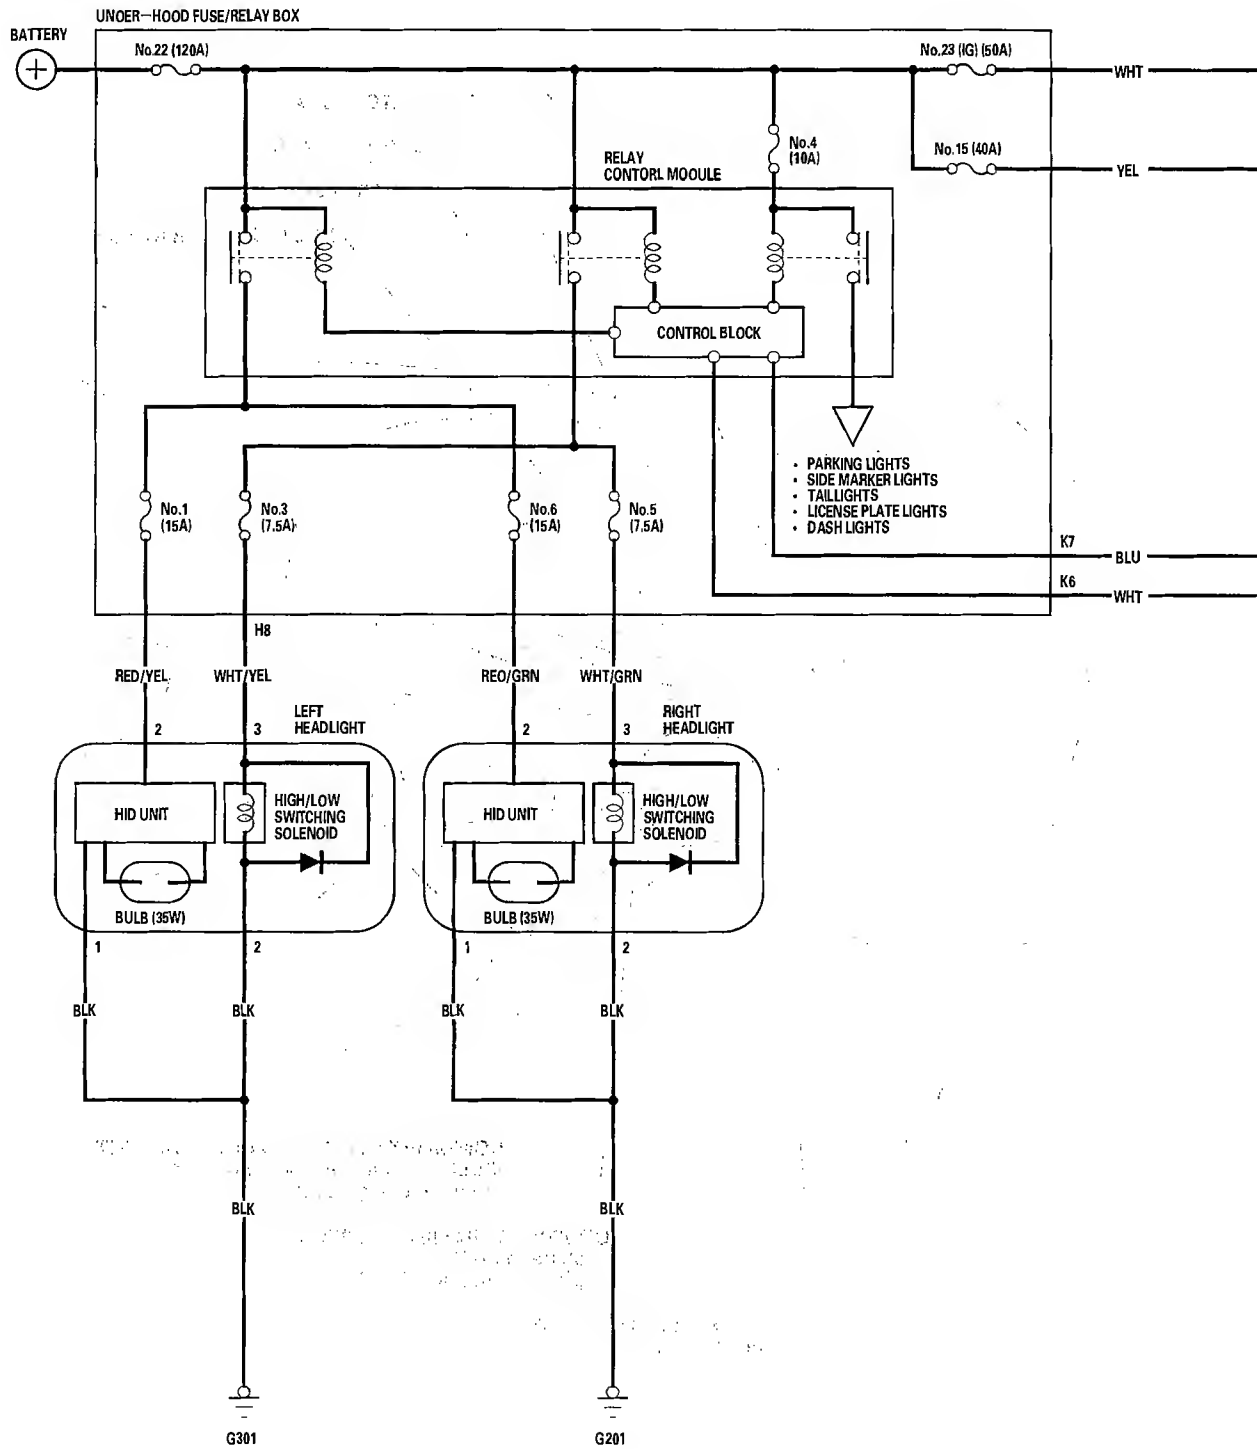 UNOER-HOOD FUSE/RELAY BOX
BATTERY
+
No.22 (120A)
No.23 (IG) (50A)
WHT
No.4
(10A)
No.15 (40A)
YEL
RELAY
CONTORL MOOULE
CONTROL BLOCK
• PARKING LIGHTS
• SIDE MARKER LIGHTS
• TAILLIGHTS
• LICENSE PLATE LIGHTS
• DASH LIGHTS
No.1
(15A)
No.3
(7.5A)
No.6
(15A)
No.5
(7.5A)
K7
BLU
K6
WHT
H8
RED/YEL
WHT/YEL
REO/GRN
WHT/GRN
2
3
LEFT
HEADLIGHT
2
3
RIGHT
HEADLIGHT
HID UNIT
HIGH/LOW
SWITCHING
SOLENOID
HID UNIT
HIGH/LOW
SWITCHING
SOLENOID
BULB (35W)
BULB (35W)
1
2
1
2
BLK
BLK
BLK
BLK
BLK
BLK
G301
G201